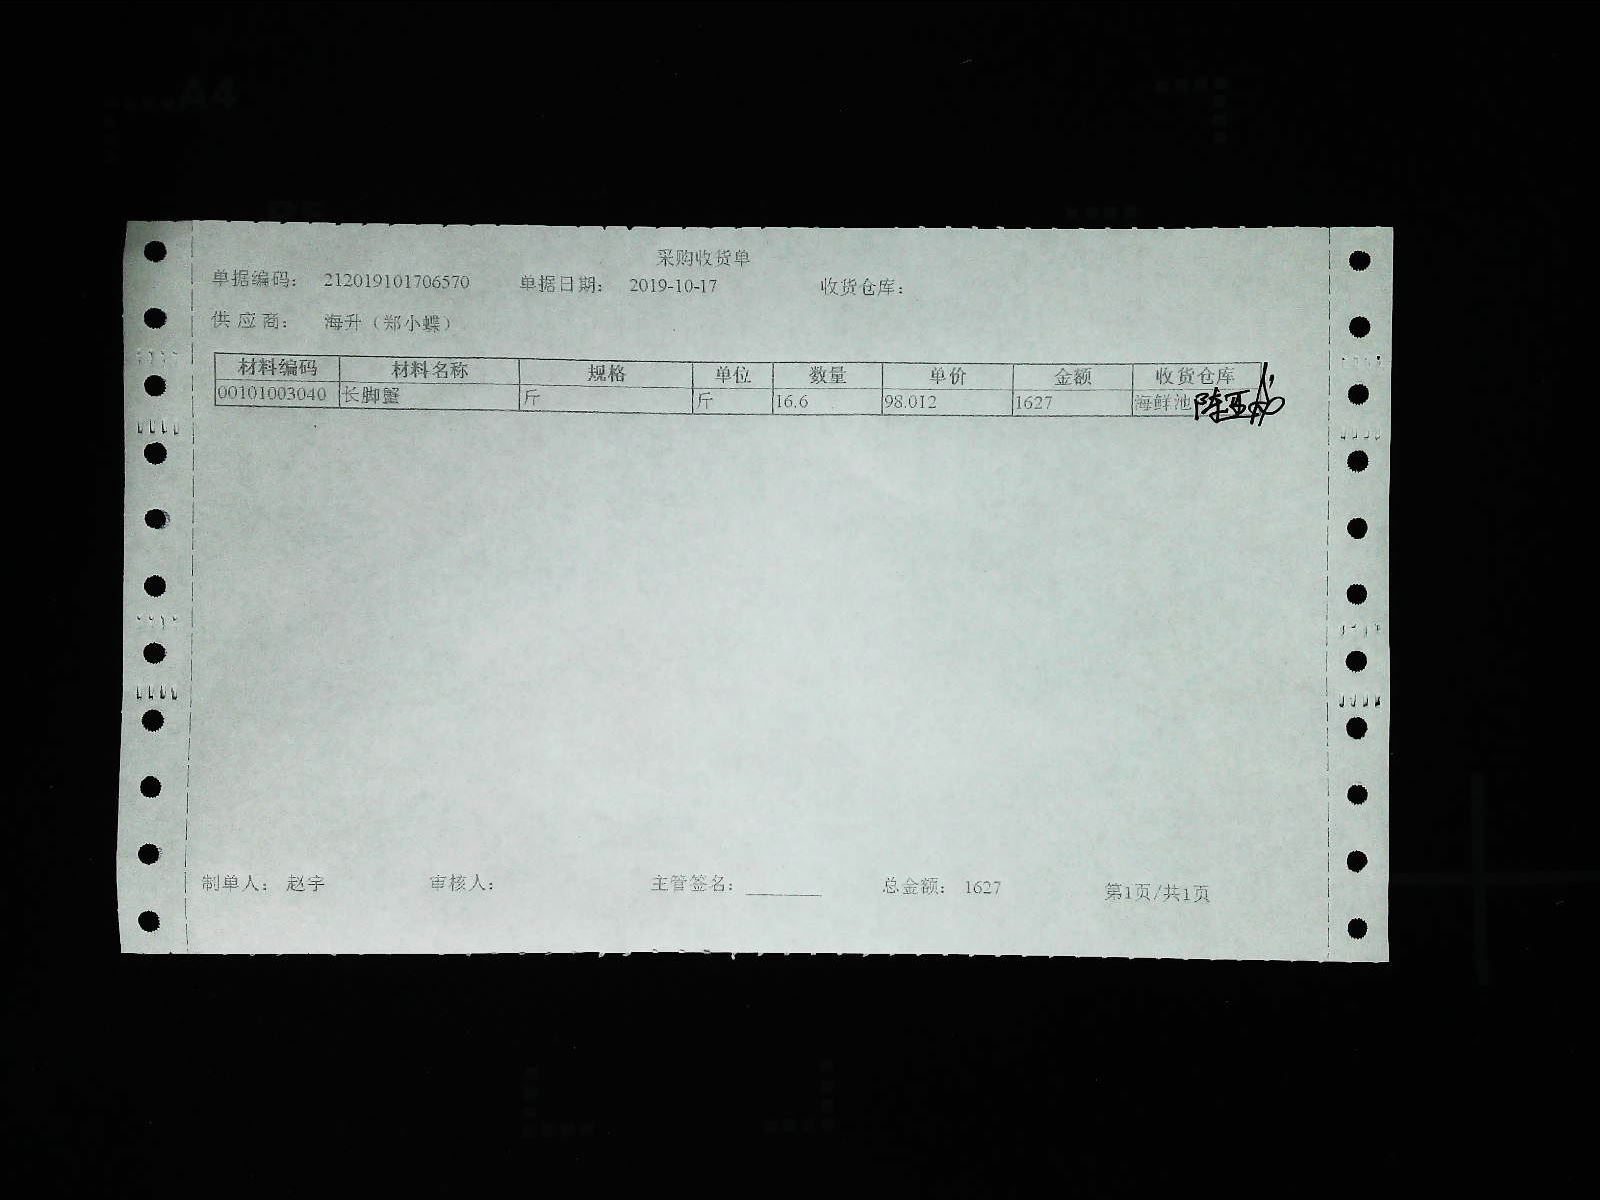 采购收货单
单据编码： 212019101706570 单据日期： 2019-10-17 收货仓库：
供 应 商： 海升（郑小蝶）
材料编码 材料名称 规格 单位 数量 单价 金额 收货仓库
00101003040 长脚蟹 斤 斤 16.6 98.012 1627 海鲜池
制单人： 赵宇 审核人： 主管签名： 总金额： 1627 第1页/共1页